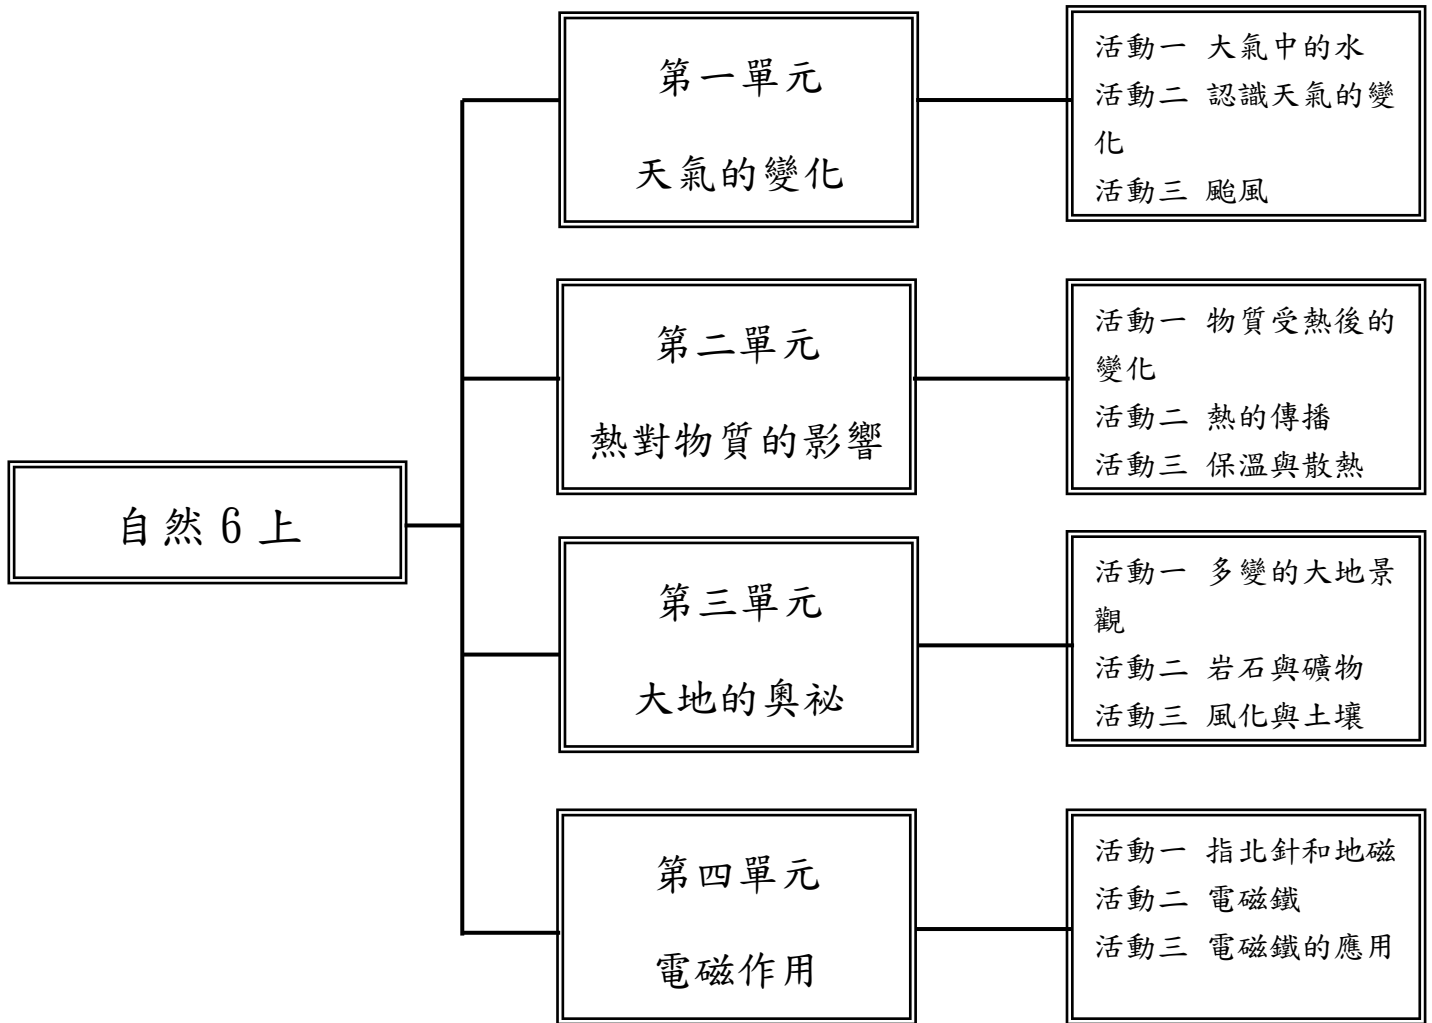 自然6上
第一單元
天氣的變化
活動一 大氣中的水
活動二 認識天氣的變
化
活動三 颱風
第二單元
熱對物質的影響
活動一 物質受熱後的
變化
活動二 熱的傳播
活動三 保溫與散熱
第三單元
大地的奧祕
活動一 多變的大地景
觀
活動二 岩石與礦物
活動三 風化與土壤
第四單元
電磁作用
活動一 指北針和地磁
活動二 電磁鐵
活動三 電磁鐵的應用